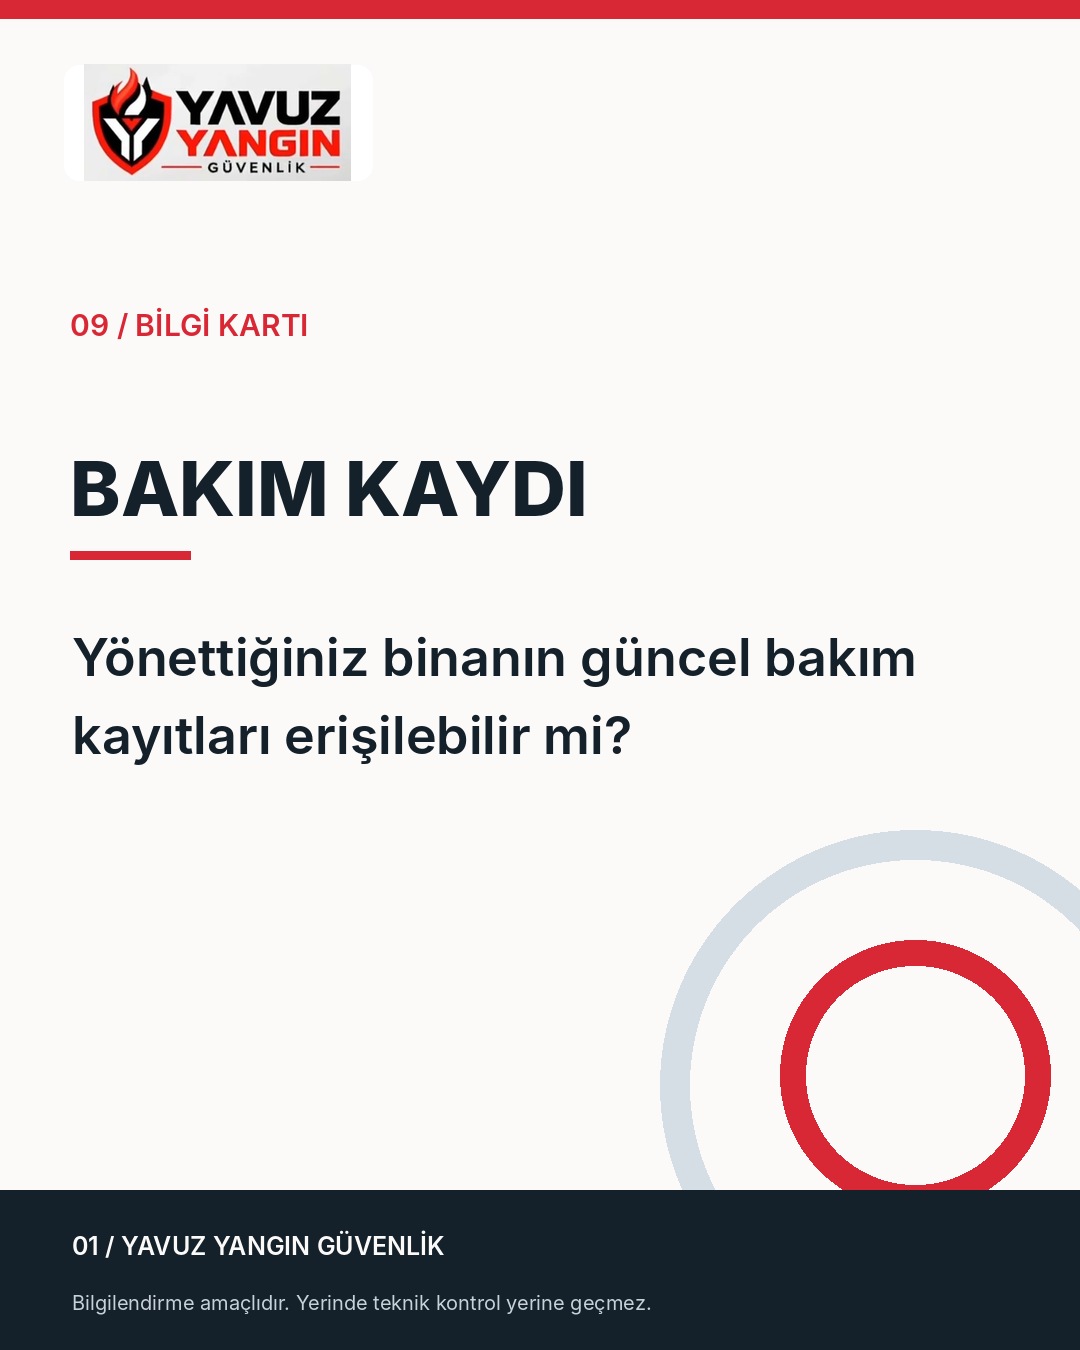 YAVUZ
YANGIN
GÜVENLİK
09 / BİLGİ KARTI
BAKIM KAYDI
Yönettiğiniz binanın güncel bakım
kayıtları erişilebilir mi?
01 / YAVUZ YANGIN GÜVENLİK
Bilgilendirme amaçlıdır. Yerinde teknik kontrol yerine geçmez.